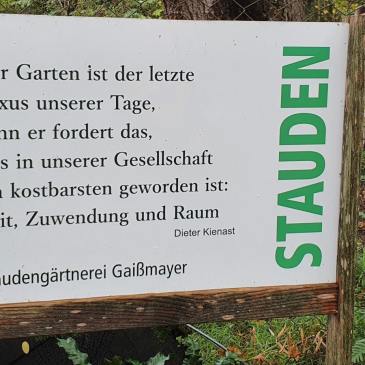 r Garten ist der letzte
xus unserer Tage,
nn er fordert das,
s in unserer Gesellschaft
n kostbarsten geworden ist:
it, Zuwendung und Raum
Dieter Kienast
audengärtnerei Gaißmayer
STAUDEN